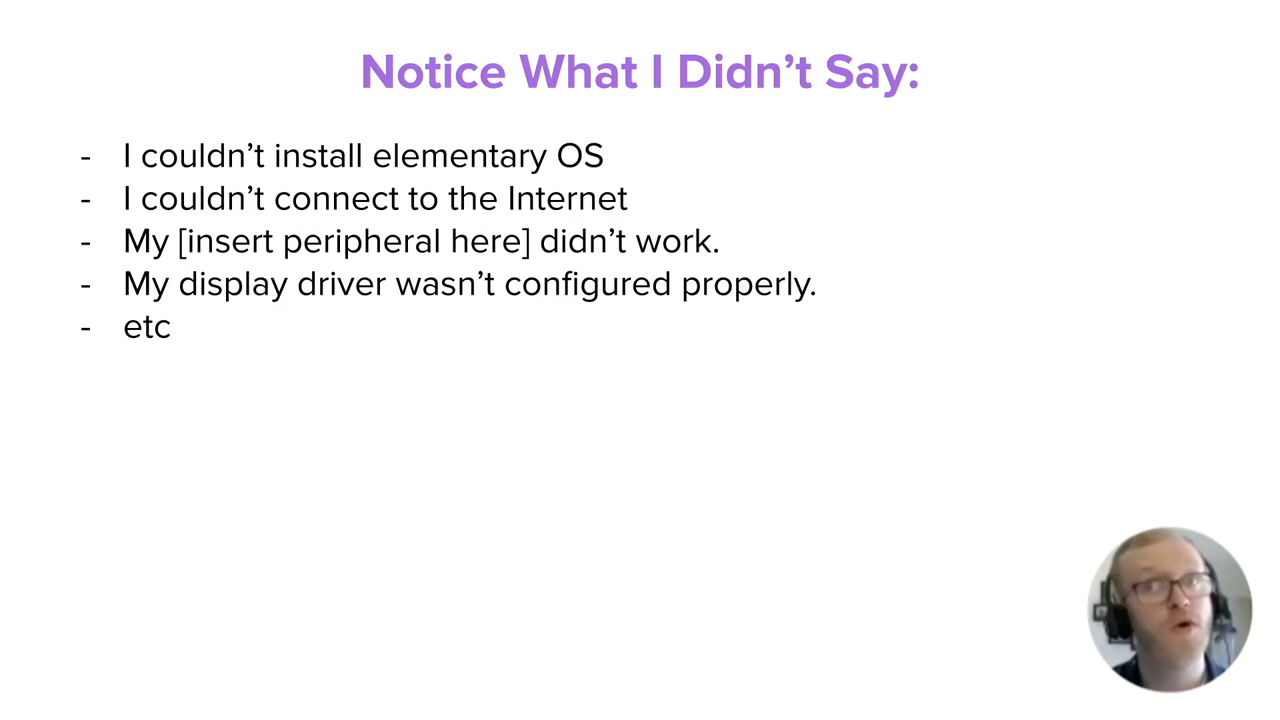 Notice What I Didn’t Say:
- I couldn’t install elementary OS
- I couldn’t connect to the Internet
- My [insert peripheral here] didn’t work.
- My display driver wasn’t configured properly.
- etc